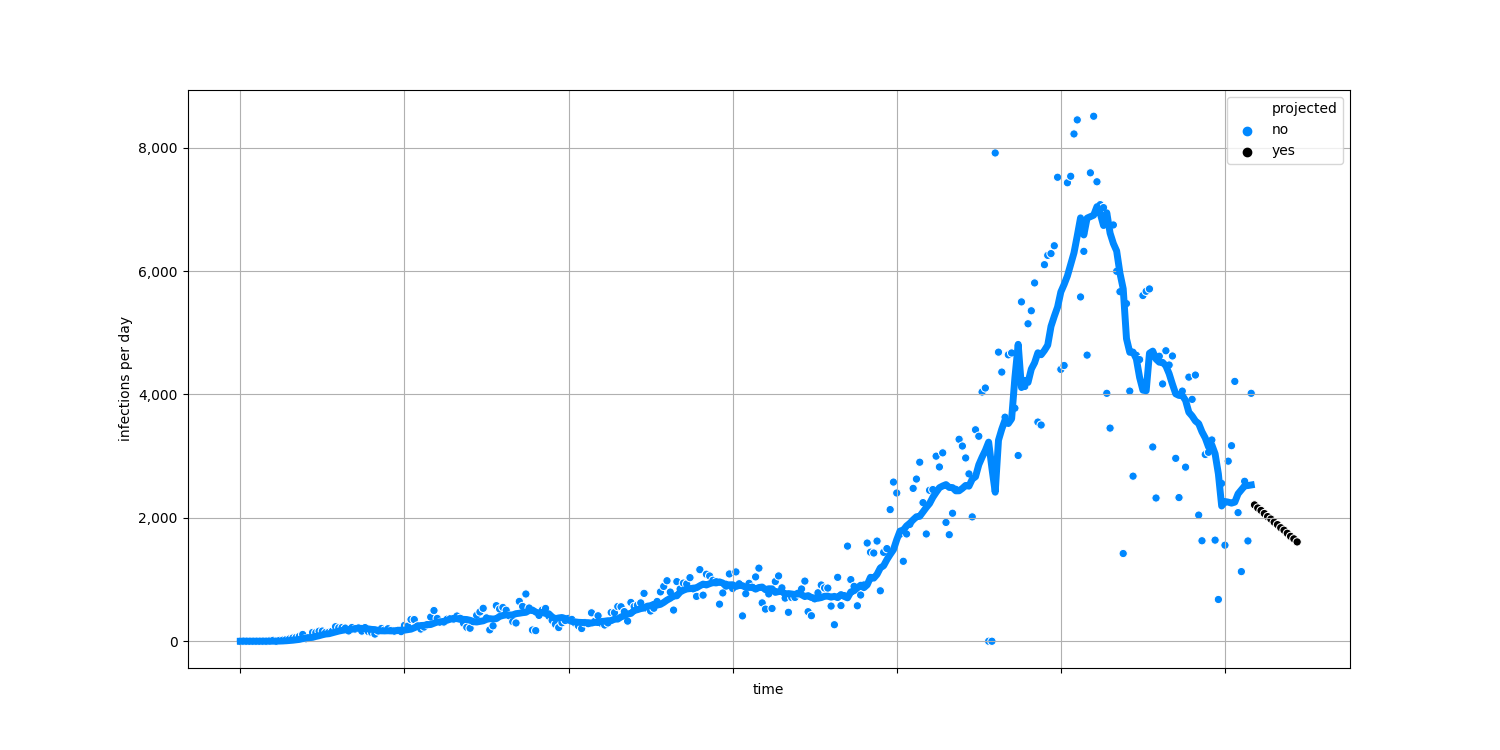 projected
no
yes
8,000
6,000
4,000
2,000
0
infections per day
time